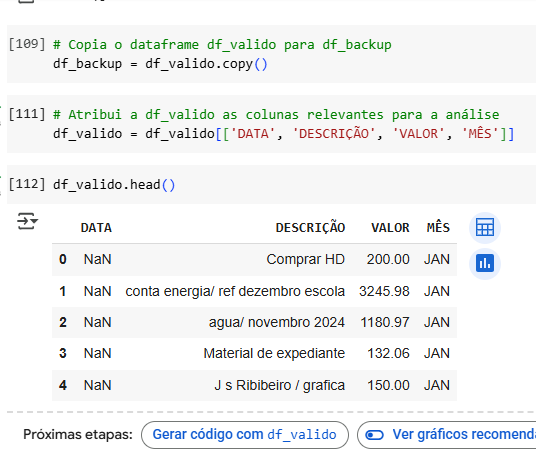 [109] # Copia o dataframe df_valido para df_backup
df_backup = df_valido.copy()
[111] # Atribui a df_valido as colunas relevantes para a análise
df_valido = df_valido[['DATA', 'DESCRIÇÃO', 'VALOR', 'MÊS']]
[112] df_valido.head()
DATA DESCRIÇÃO VALOR MÊS
0 NaN Comprar HD 200.00 JAN
1 NaN conta energia/ ref dezembro escola 3245.98 JAN
2 NaN agua/ novembro 2024 1180.97 JAN
3 NaN Material de expediante 132.06 JAN
4 NaN J s Ribibeiro / grafica 150.00 JAN
Próximas etapas: Gerar código com df_valido Ver gráficos recomenda